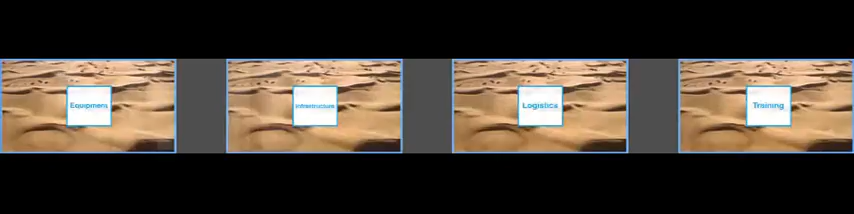 Equipment
Infrastructure
Logistics
Training